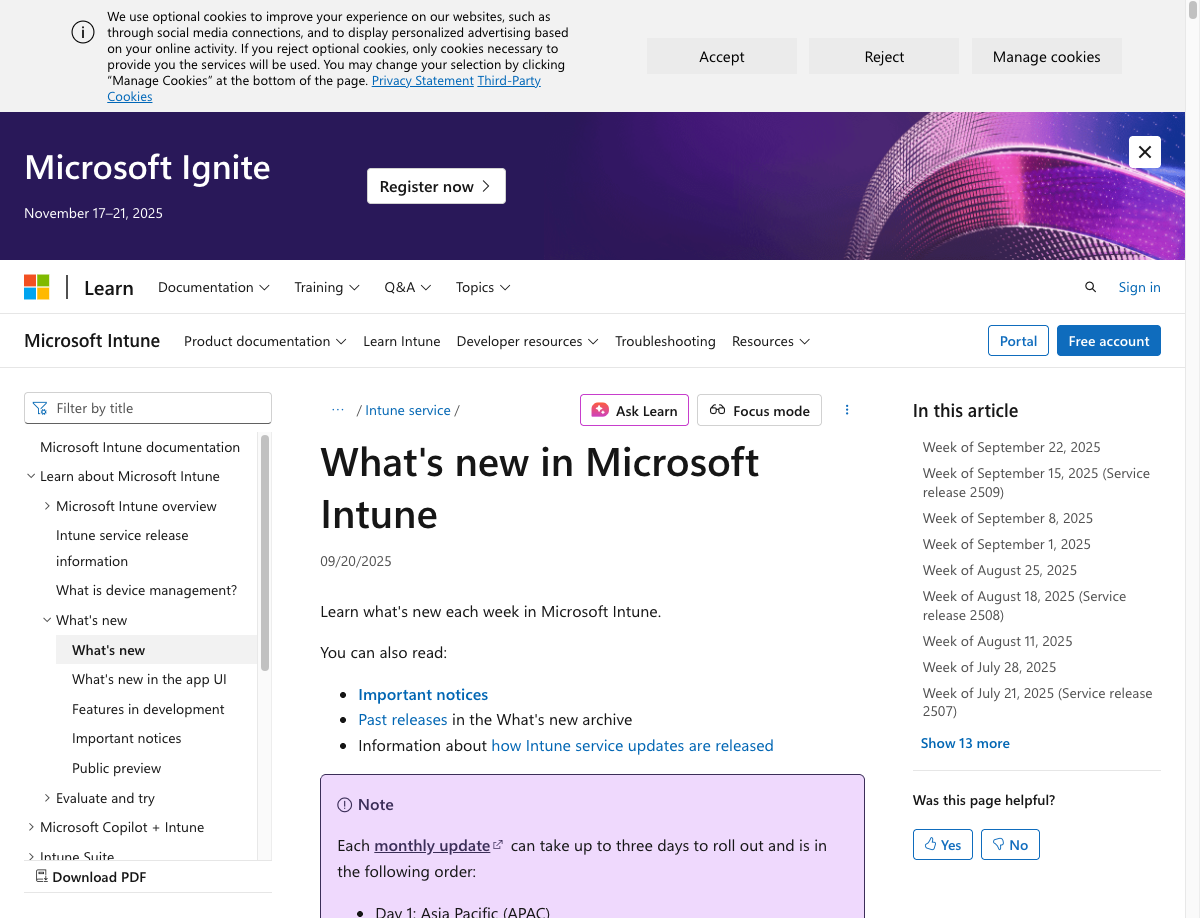 We use optional cookies to improve your experience on our websites, such as
through social media connections, and to display personalized advertising based
on your online activity. If you reject optional cookies, only cookies necessary to
provide you the services will be used. You may change your selection by clicking
“Manage Cookies” at the bottom of the page. Privacy Statement Third-Party
Cookies
Accept
Reject
Manage cookies
Microsoft Ignite
November 17–21, 2025
Register now
Learn
Documentation
Training
Q&A
Topics
Sign in
Microsoft Intune
Product documentation
Learn Intune
Developer resources
Troubleshooting
Resources
Portal
Free account
Filter by title
Microsoft Intune documentation
Learn about Microsoft Intune
Microsoft Intune overview
Intune service release
information
What is device management?
What's new
What's new
What's new in the app UI
Features in development
Important notices
Public preview
Evaluate and try
Microsoft Copilot + Intune
Intune Suite
Download PDF
··· / Intune service /
Ask Learn
Focus mode
What's new in Microsoft
Intune
09/20/2025
Learn what's new each week in Microsoft Intune.
You can also read:
• Important notices
• Past releases in the What's new archive
• Information about how Intune service updates are released
Note
Each monthly update can take up to three days to roll out and is in
the following order:
• Day 1: Asia Pacific (APAC)
In this article
Week of September 22, 2025
Week of September 15, 2025 (Service
release 2509)
Week of September 8, 2025
Week of September 1, 2025
Week of August 25, 2025
Week of August 18, 2025 (Service
release 2508)
Week of August 11, 2025
Week of July 28, 2025
Week of July 21, 2025 (Service release
2507)
Show 13 more
Was this page helpful?
Yes
No